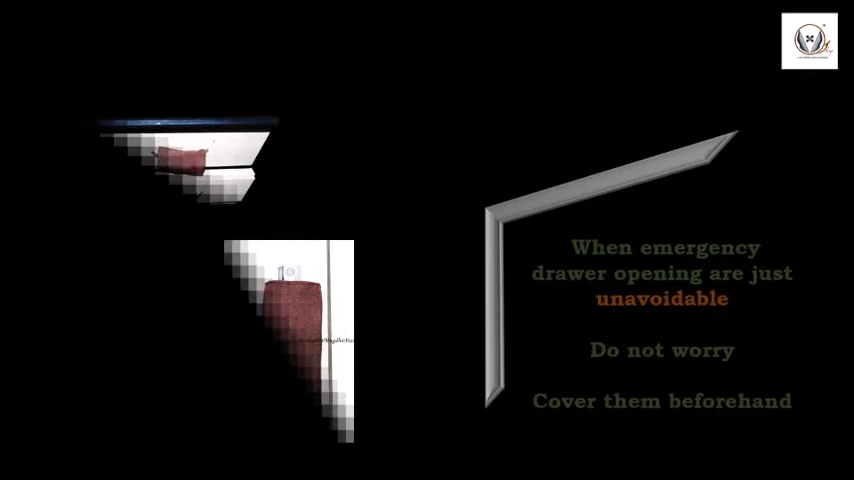 When emergency
drawer opening are just
unavoidable
Do not worry
Cover them beforehand